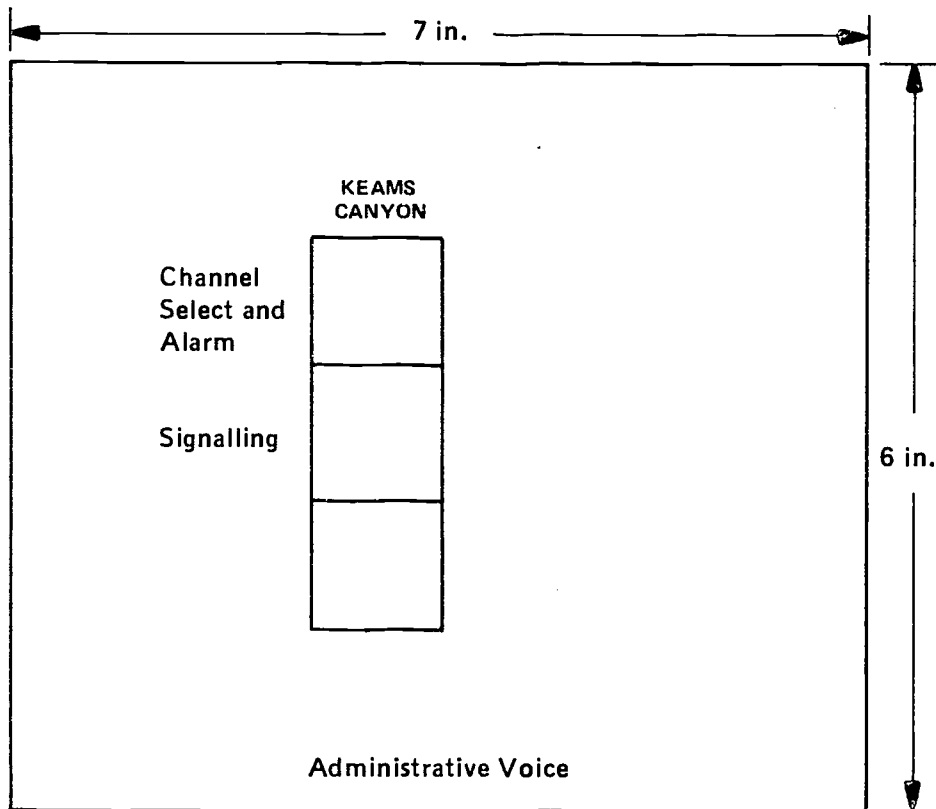 7 in.
KEAMS
CANYON
Channel
Select and
Alarm
Signalling
6 in.
Administrative Voice